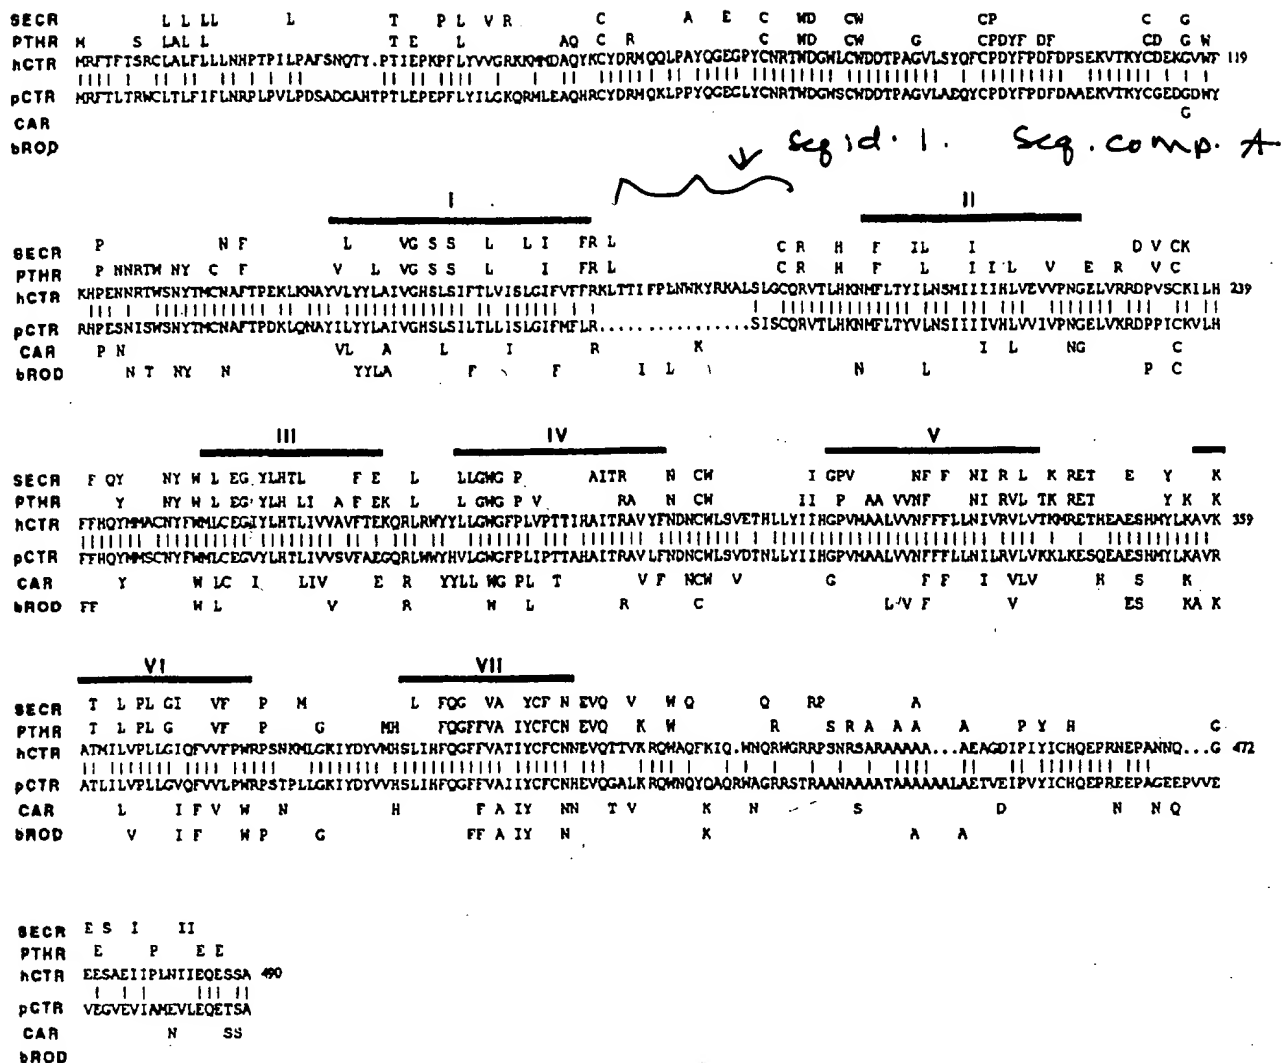 SECR L L LL L T P L V R C A E C WD CW CP C G
PTHR M S LAL L T E L AQ C R C WD CW G CPDYF DF CD G W
hCTR MRFTFTSRCLALFLLLNHPTPILPAFSNQTY.PTIEPKPFLYVVGRKKMMDAQYKCYDRMQQLPAYQGEGPYCNRTWDGWLCWDDTPAGVLSYQFCPDYFPDFDPSEKVTKYCDEKGVWF 119
pCTR MRFTLTRWCLTLFIFLNRPLPVLPDSADGAHTPTLEPEPFLYILGKQRMLEAQHRCYDRMQKLPPYQGEGLYCNRTWDGWSCWDDTPAGVLAEQYCPDYFPDFDAAEKVTKYCGEDGDWY
CAR G
bROD
seq id. 1. Seq. comp. A
I II
SECR P N F L VG S S L L I FR L C R H F IL I D V CK
PTHR P NNRTW NY C F V L VG S S L I FR L C R H F L I I L V E R V C
hCTR KHPENNRTWSNYTMCNAFTPEKLKNAYVLYYLAIVGHSLSIFTLVISLGIFVFFRKLTTIFPLNWKYRKALSLGCQRVTLHKNMFLTYILNSMIIIIHLVEVVPNGELVRRDPVSCKILH 239
pCTR RHPESNISWSNYTMCNAFTPDKLQNAYILYYLAIVGHSLSILTLLISLGIFMFLR................SISCQRVTLHKNMFLTYVLNSIIIIVHLVVIVPNGELVKRDPPICKVLH
CAR P N VL A L I R K I L NG C
bROD N T NY N YYLA F F I L N L P C
III IV V
SECR F QY NY W L EG YLHTL F E L LLGWG P AITR N CW I GPV NF F NI R L K RET E Y K
PTHR Y NY W L EG YLH LI A F EK L L GWG P V RA N CW II P AA VVNF NI RVL TK RET Y K K
hCTR FFHQYMMACNYFWMLCEGIYLHTLIVVAVFTEKQRLRWYYLLGWGFPLVPTTIHAITRAVYFNDNCWLSVETHLLYIIHGPVMAALVVNFFFLLNIVRVLVTKMRETHEAESHMYLKAVK 359
pCTR FFHQYMMSCNYFWMLCEGVYLHTLIVVSVFAEGQRLWWYHVLGWGFPLIPTTAHAITRAVLFNDNCWLSVDTNLLYIIHGPVMAALVVNFFFLLNILRVLVKKLKESQEAESHMYLKAVR
CAR Y W LC I LIV E R YYLL WG PL T V F NCW V G F F I VLV H S K
bROD FF W L V R W L R C L V F V ES KA K
VI VII
SECR T L PL GI VF P M L FQG VA YCF N EVQ V W Q Q RP A
PTHR T L PL G VF P G MH FQGFFVA IYCFCN EVQ K W R S R A A A A P Y H G
hCTR ATMILVPLLGIQFVVFPWRPSNKMLGKIYDYVMHSLIHFQGFFVATIYCFCNNEVQTTVKRQWAQFKIQ.WNQRWGRRPSNRSARAAAAA...AEAGDIPIYICHQEPRNEPANNQ...G 472
pCTR ATLILVPLLGVQFVVLPWRPSTPLLGKIYDYVVHSLIHFQGFFVAIIYCFCNHEVQGALKRQWNQYQAQRWAGRRSTRAANAAAATAAAAAALAETVEIPVYICHQEPREEPAGEEPVVE
CAR L I F V W N H F A IY NN T V K N S D N N Q
bROD V I F W P G FF A IY N K A A
SECR E S I II
PTHR E P E E
hCTR EESAEIIPLNIIEQESSA 490
pCTR VEGVEVIAMEVLEQETSA
CAR N SS
bROD